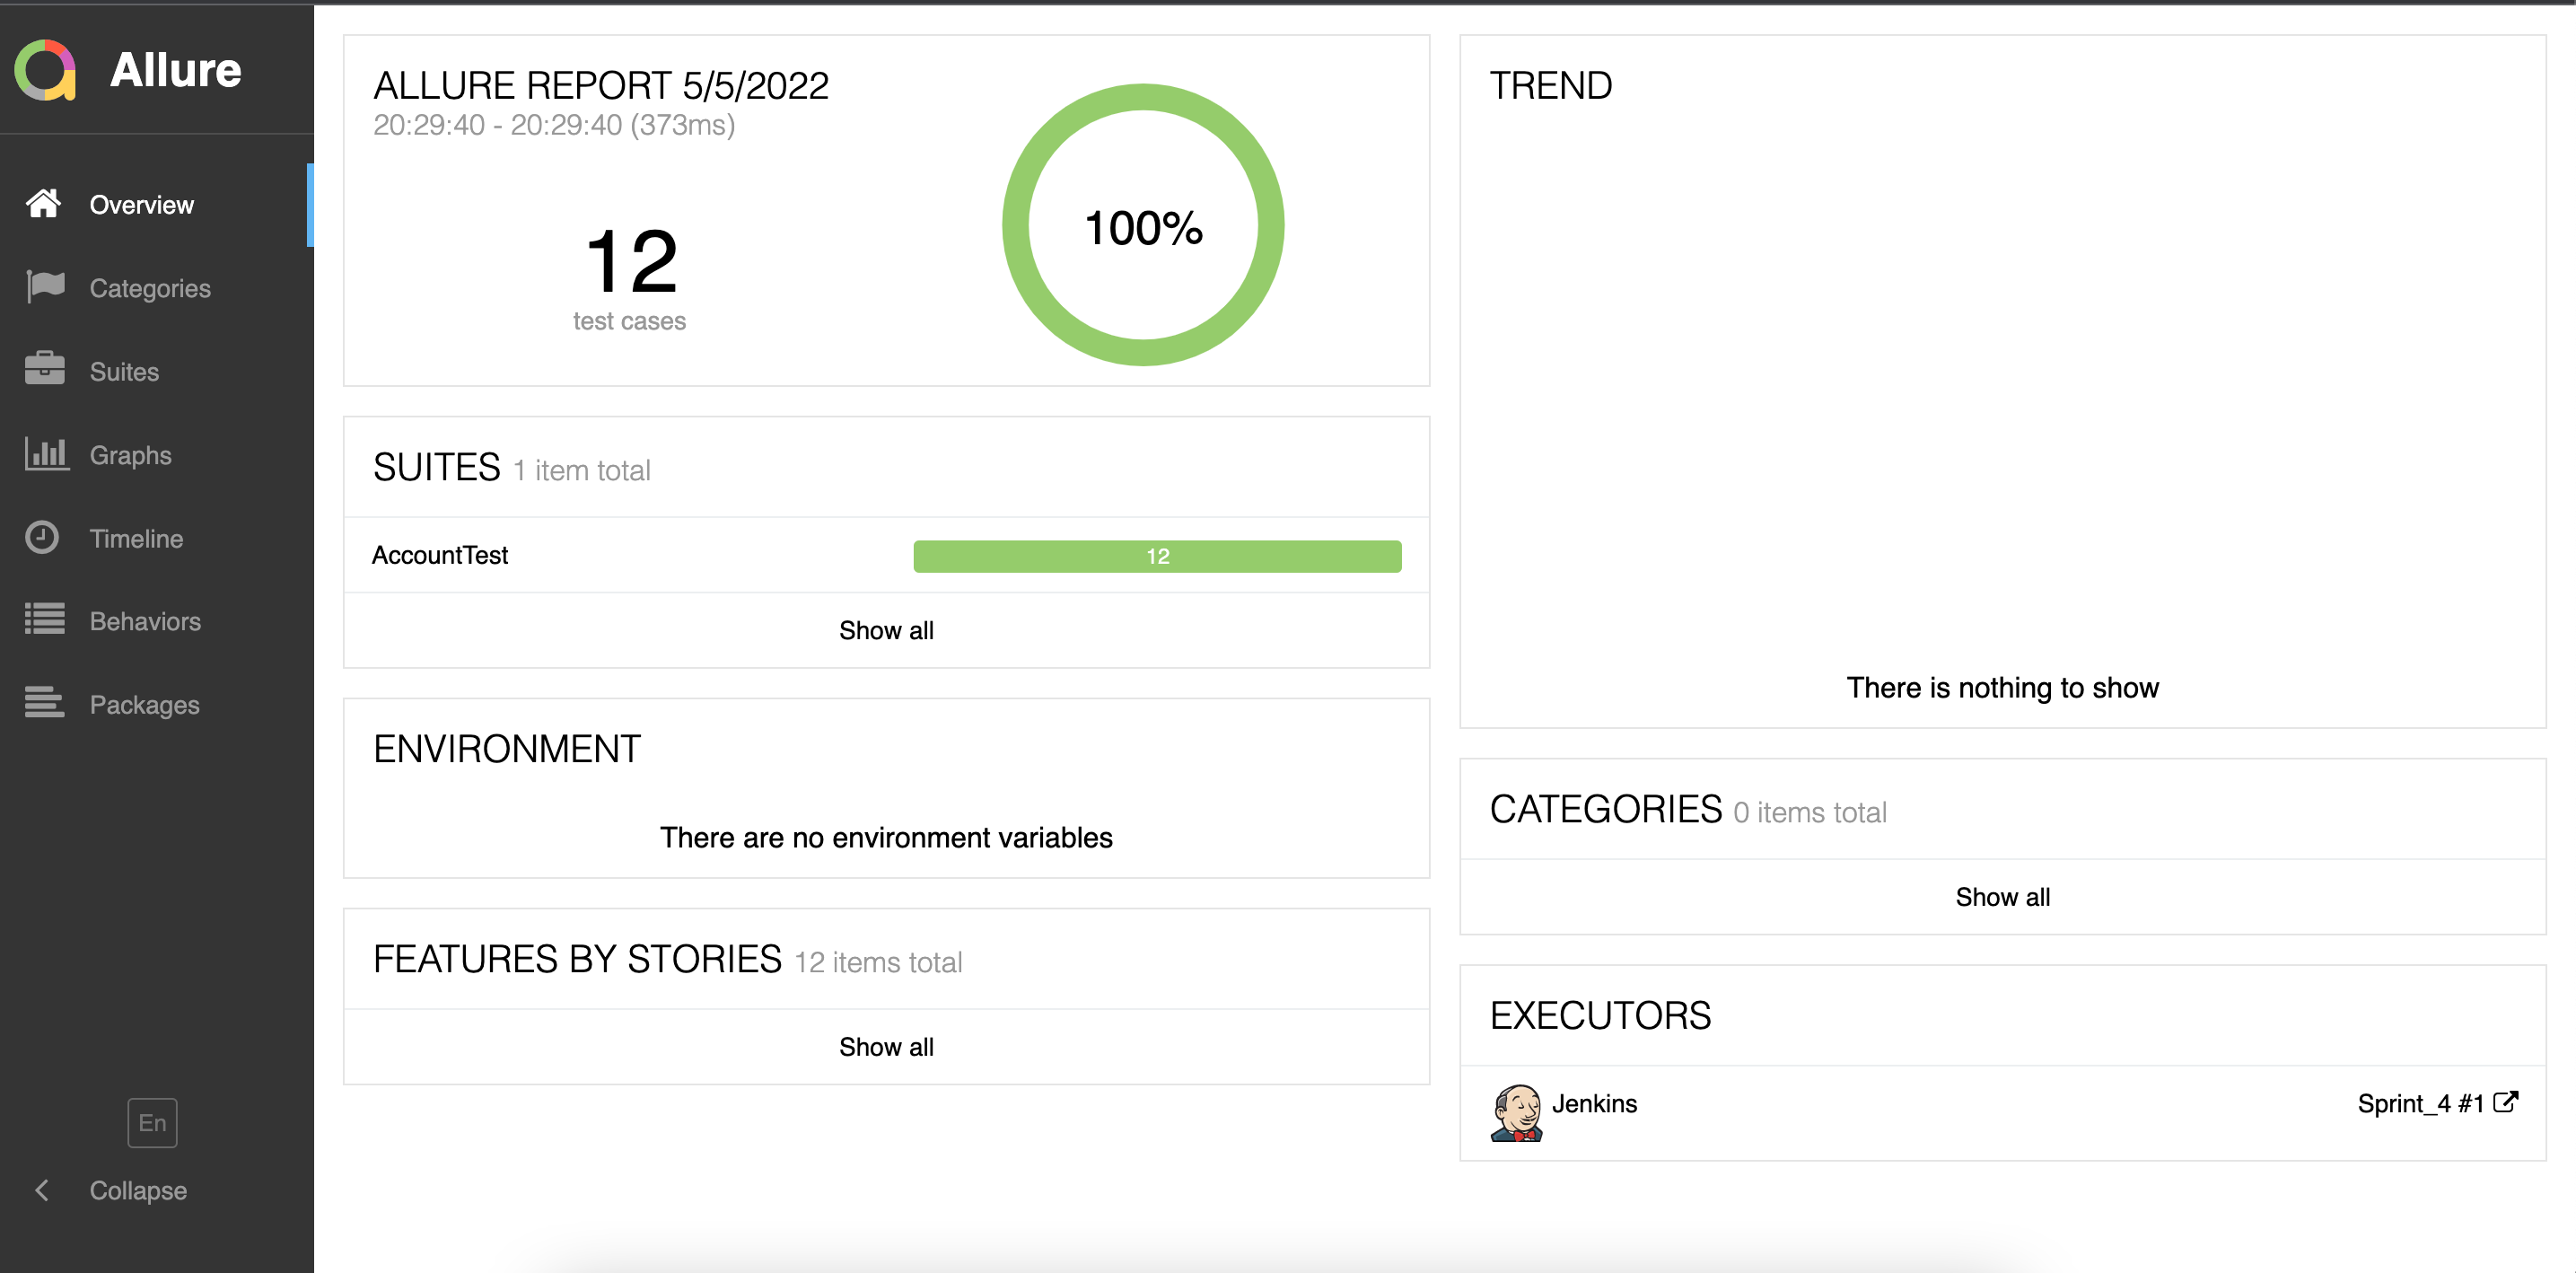 Allure
Overview
Categories
Suites
Graphs
Timeline
Behaviors
Packages
En
Collapse
ALLURE REPORT 5/5/2022
20:29:40 - 20:29:40 (373ms)
12
test cases
100%
SUITES 1 item total
AccountTest 12
Show all
ENVIRONMENT
There are no environment variables
FEATURES BY STORIES 12 items total
Show all
TREND
There is nothing to show
CATEGORIES 0 items total
Show all
EXECUTORS
Jenkins Sprint_4 #1